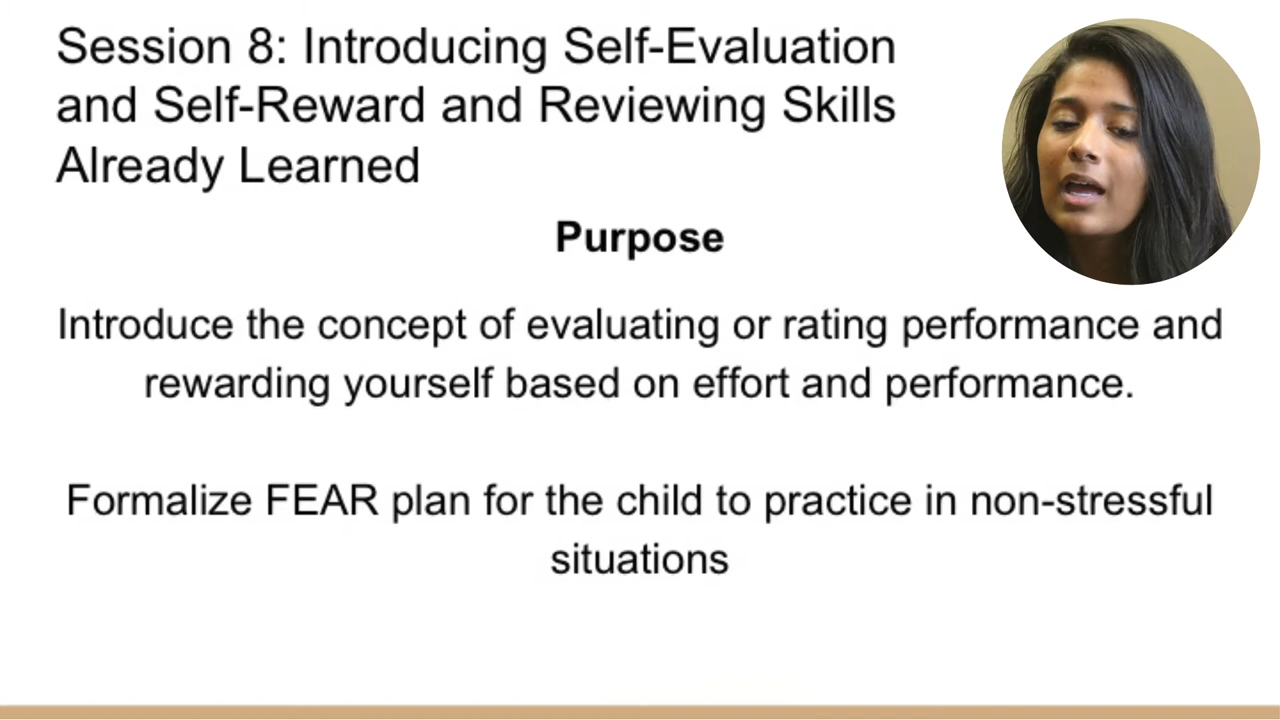 Session 8: Introducing Self-Evaluation
and Self-Reward and Reviewing Skills
Already Learned
Purpose
Introduce the concept of evaluating or rating performance and
rewarding yourself based on effort and performance.
Formalize FEAR plan for the child to practice in non-stressful
situations